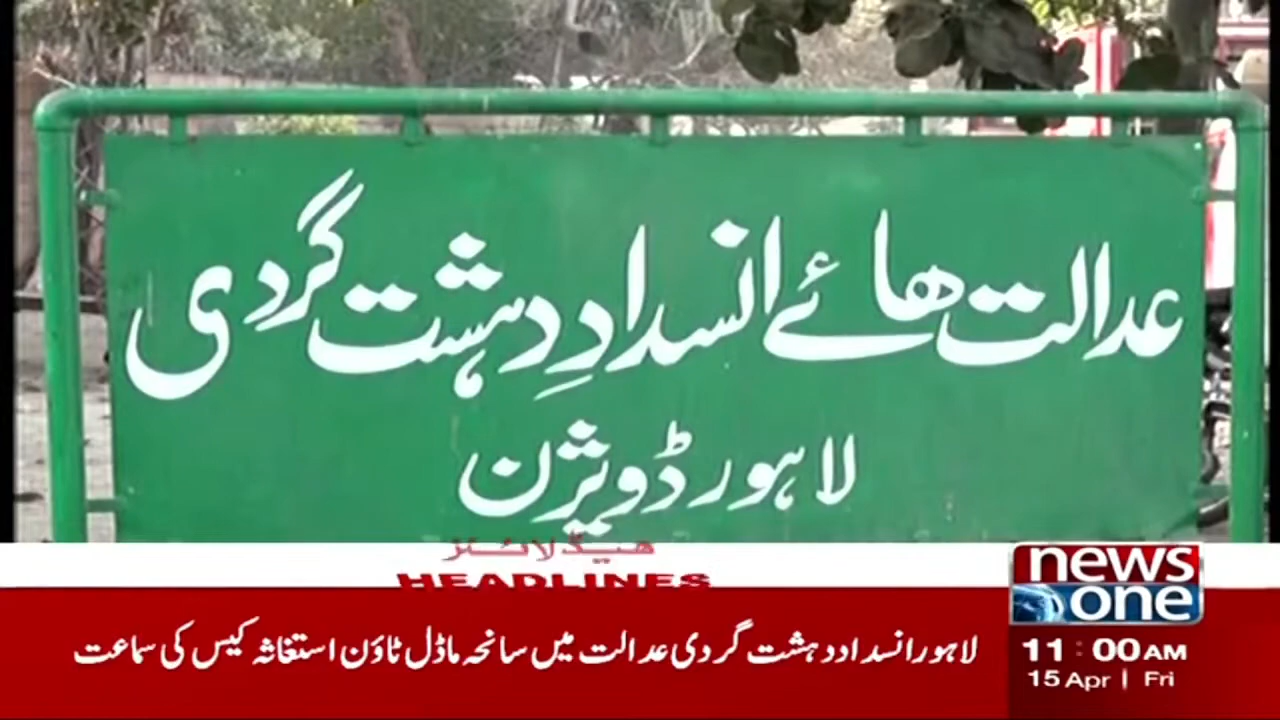 عدالت ھائے انسدادِ دہشت گردی
لاہور ڈویژن
ہیڈلائنز
HEADLINES
news
one
لاہور انسداد دہشت گردی عدالت میں سانحہ ماڈل ٹاؤن استغاثہ کیس کی سماعت
11:00AM
15 Apr | Fri